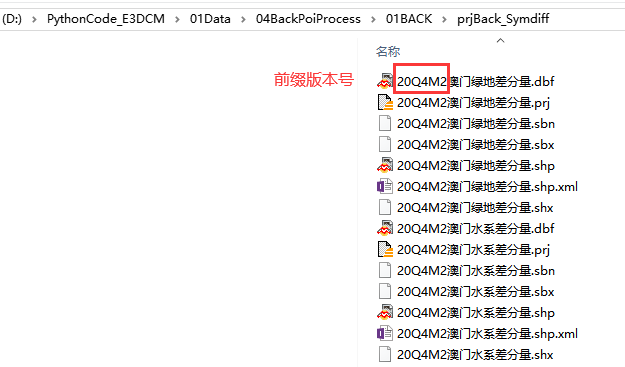 (D:) > PythonCode_E3DCM > 01Data > 04BackPoiProcess > 01BACK > prjBack_Symdiff
名称
前缀版本号
20Q4M2澳门绿地差分量.dbf
20Q4M2澳门绿地差分量.prj
20Q4M2澳门绿地差分量.sbn
20Q4M2澳门绿地差分量.sbx
20Q4M2澳门绿地差分量.shp
20Q4M2澳门绿地差分量.shp.xml
20Q4M2澳门绿地差分量.shx
20Q4M2澳门水系差分量.dbf
20Q4M2澳门水系差分量.prj
20Q4M2澳门水系差分量.sbn
20Q4M2澳门水系差分量.sbx
20Q4M2澳门水系差分量.shp
20Q4M2澳门水系差分量.shp.xml
20Q4M2澳门水系差分量.shx